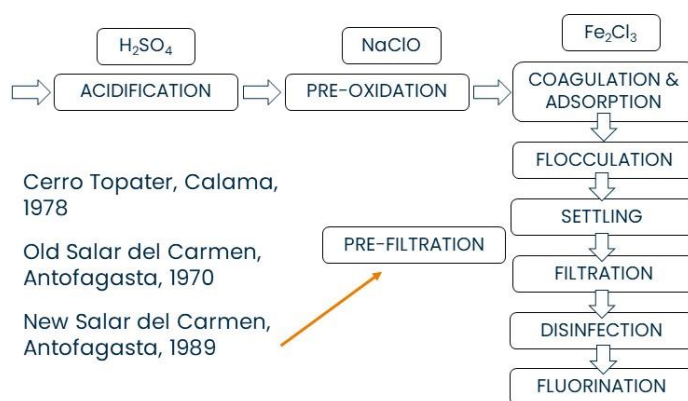 H₂SO₄
NaClO
Fe₂Cl₃
ACIDIFICATION
PRE-OXIDATION
COAGULATION &
ADSORPTION
FLOCCULATION
Cerro Topater, Calama,
1978
SETTLING
PRE-FILTRATION
Old Salar del Carmen,
Antofagasta, 1970
FILTRATION
New Salar del Carmen,
Antofagasta, 1989
DISINFECTION
FLUORINATION